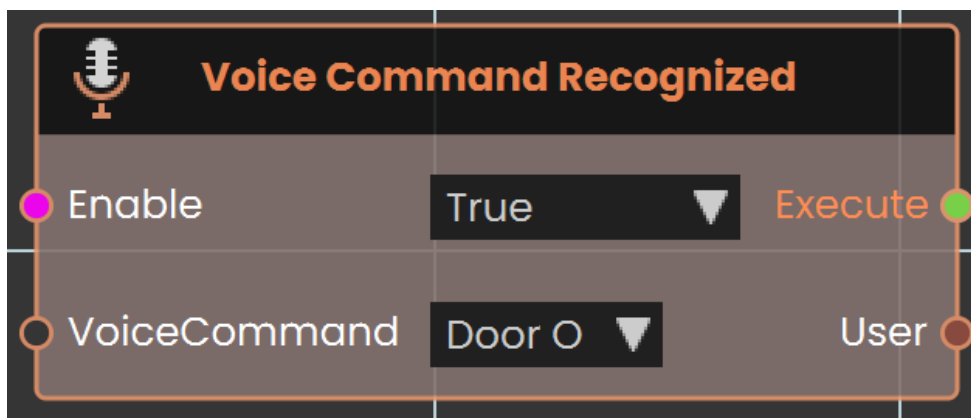 Voice Command Recognized
Enable True Execute
VoiceCommand Door O User